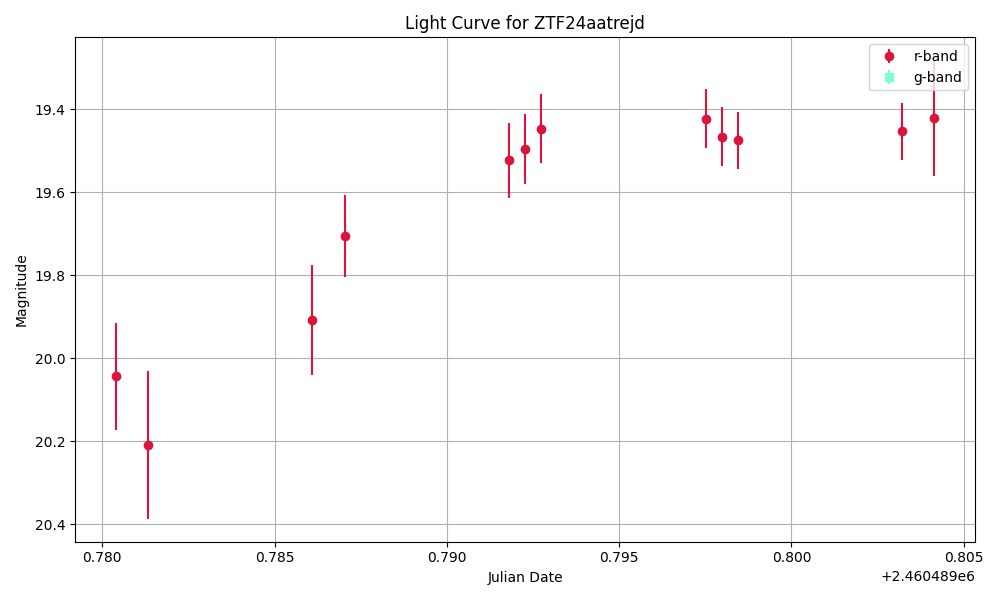 Light Curve for ZTF24aatrejd
r-band
g-band
Magnitude
19.4
19.6
19.8
20.0
20.2
20.4
0.780 0.785 0.790 0.795 0.800 0.805
Julian Date
+2.460489e6